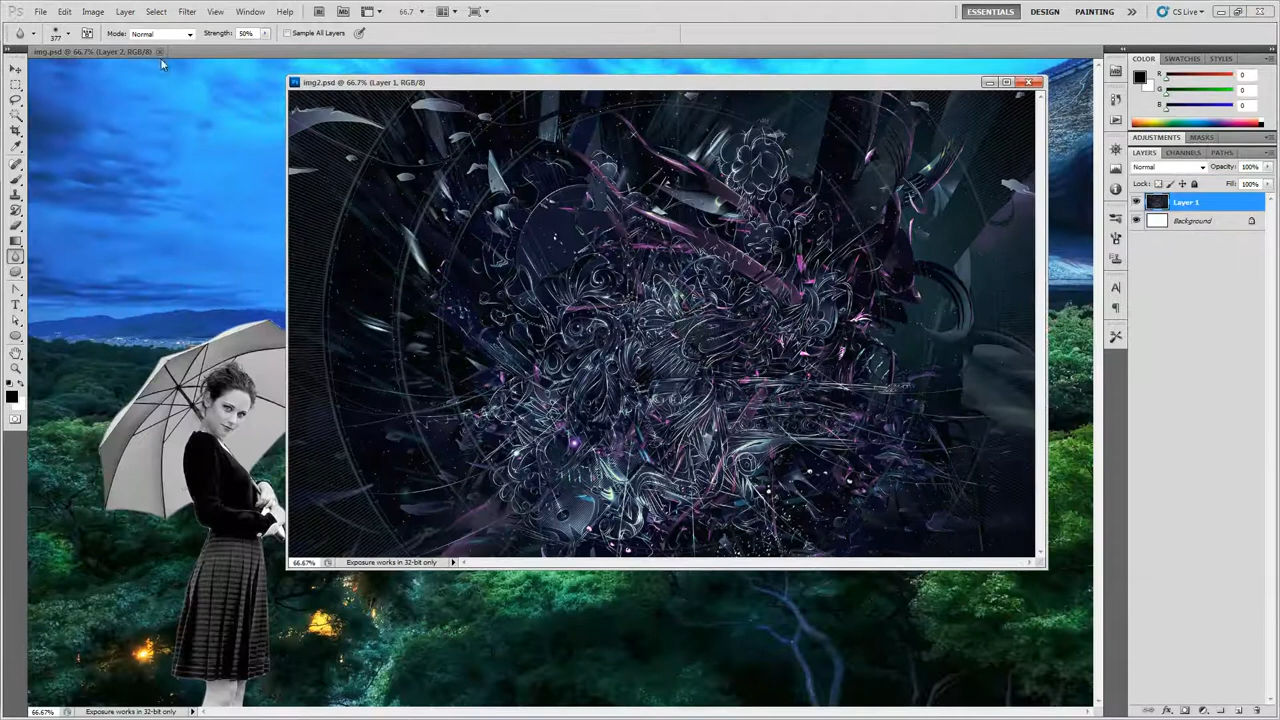 Ps File Edit Image Layer Select Filter View Window Help Mb 66.7 ESSENTIALS DESIGN PAINTING CS Live
377 Mode: Normal Strength: 50% Sample All Layers
img.psd @ 66.7% (Layer 2, RGB/8)
COLOR SWATCHES STYLES
img2.psd @ 66.7% (Layer 1, RGB/8)
R 0
G 0
B 0
ADJUSTMENTS MASKS
LAYERS CHANNELS PATHS
Normal Opacity: 100%
Lock: Fill: 100%
Layer 1
Background
66.67% Exposure works in 32-bit only
66.67% Exposure works in 32-bit only